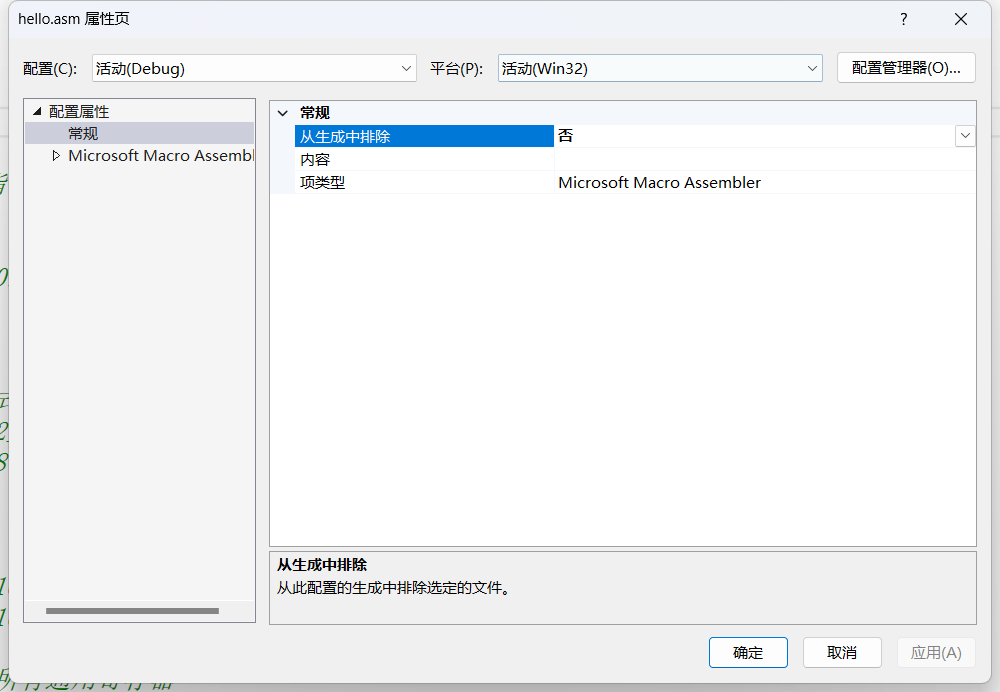 hello.asm 属性页
?
配置(C):
活动(Debug)
平台(P):
活动(Win32)
配置管理器(O)...
配置属性
常规
Microsoft Macro Assembl
常规
从生成中排除
否
内容
项类型
Microsoft Macro Assembler
从生成中排除
从此配置的生成中排除选定的文件。
确定
取消
应用(A)